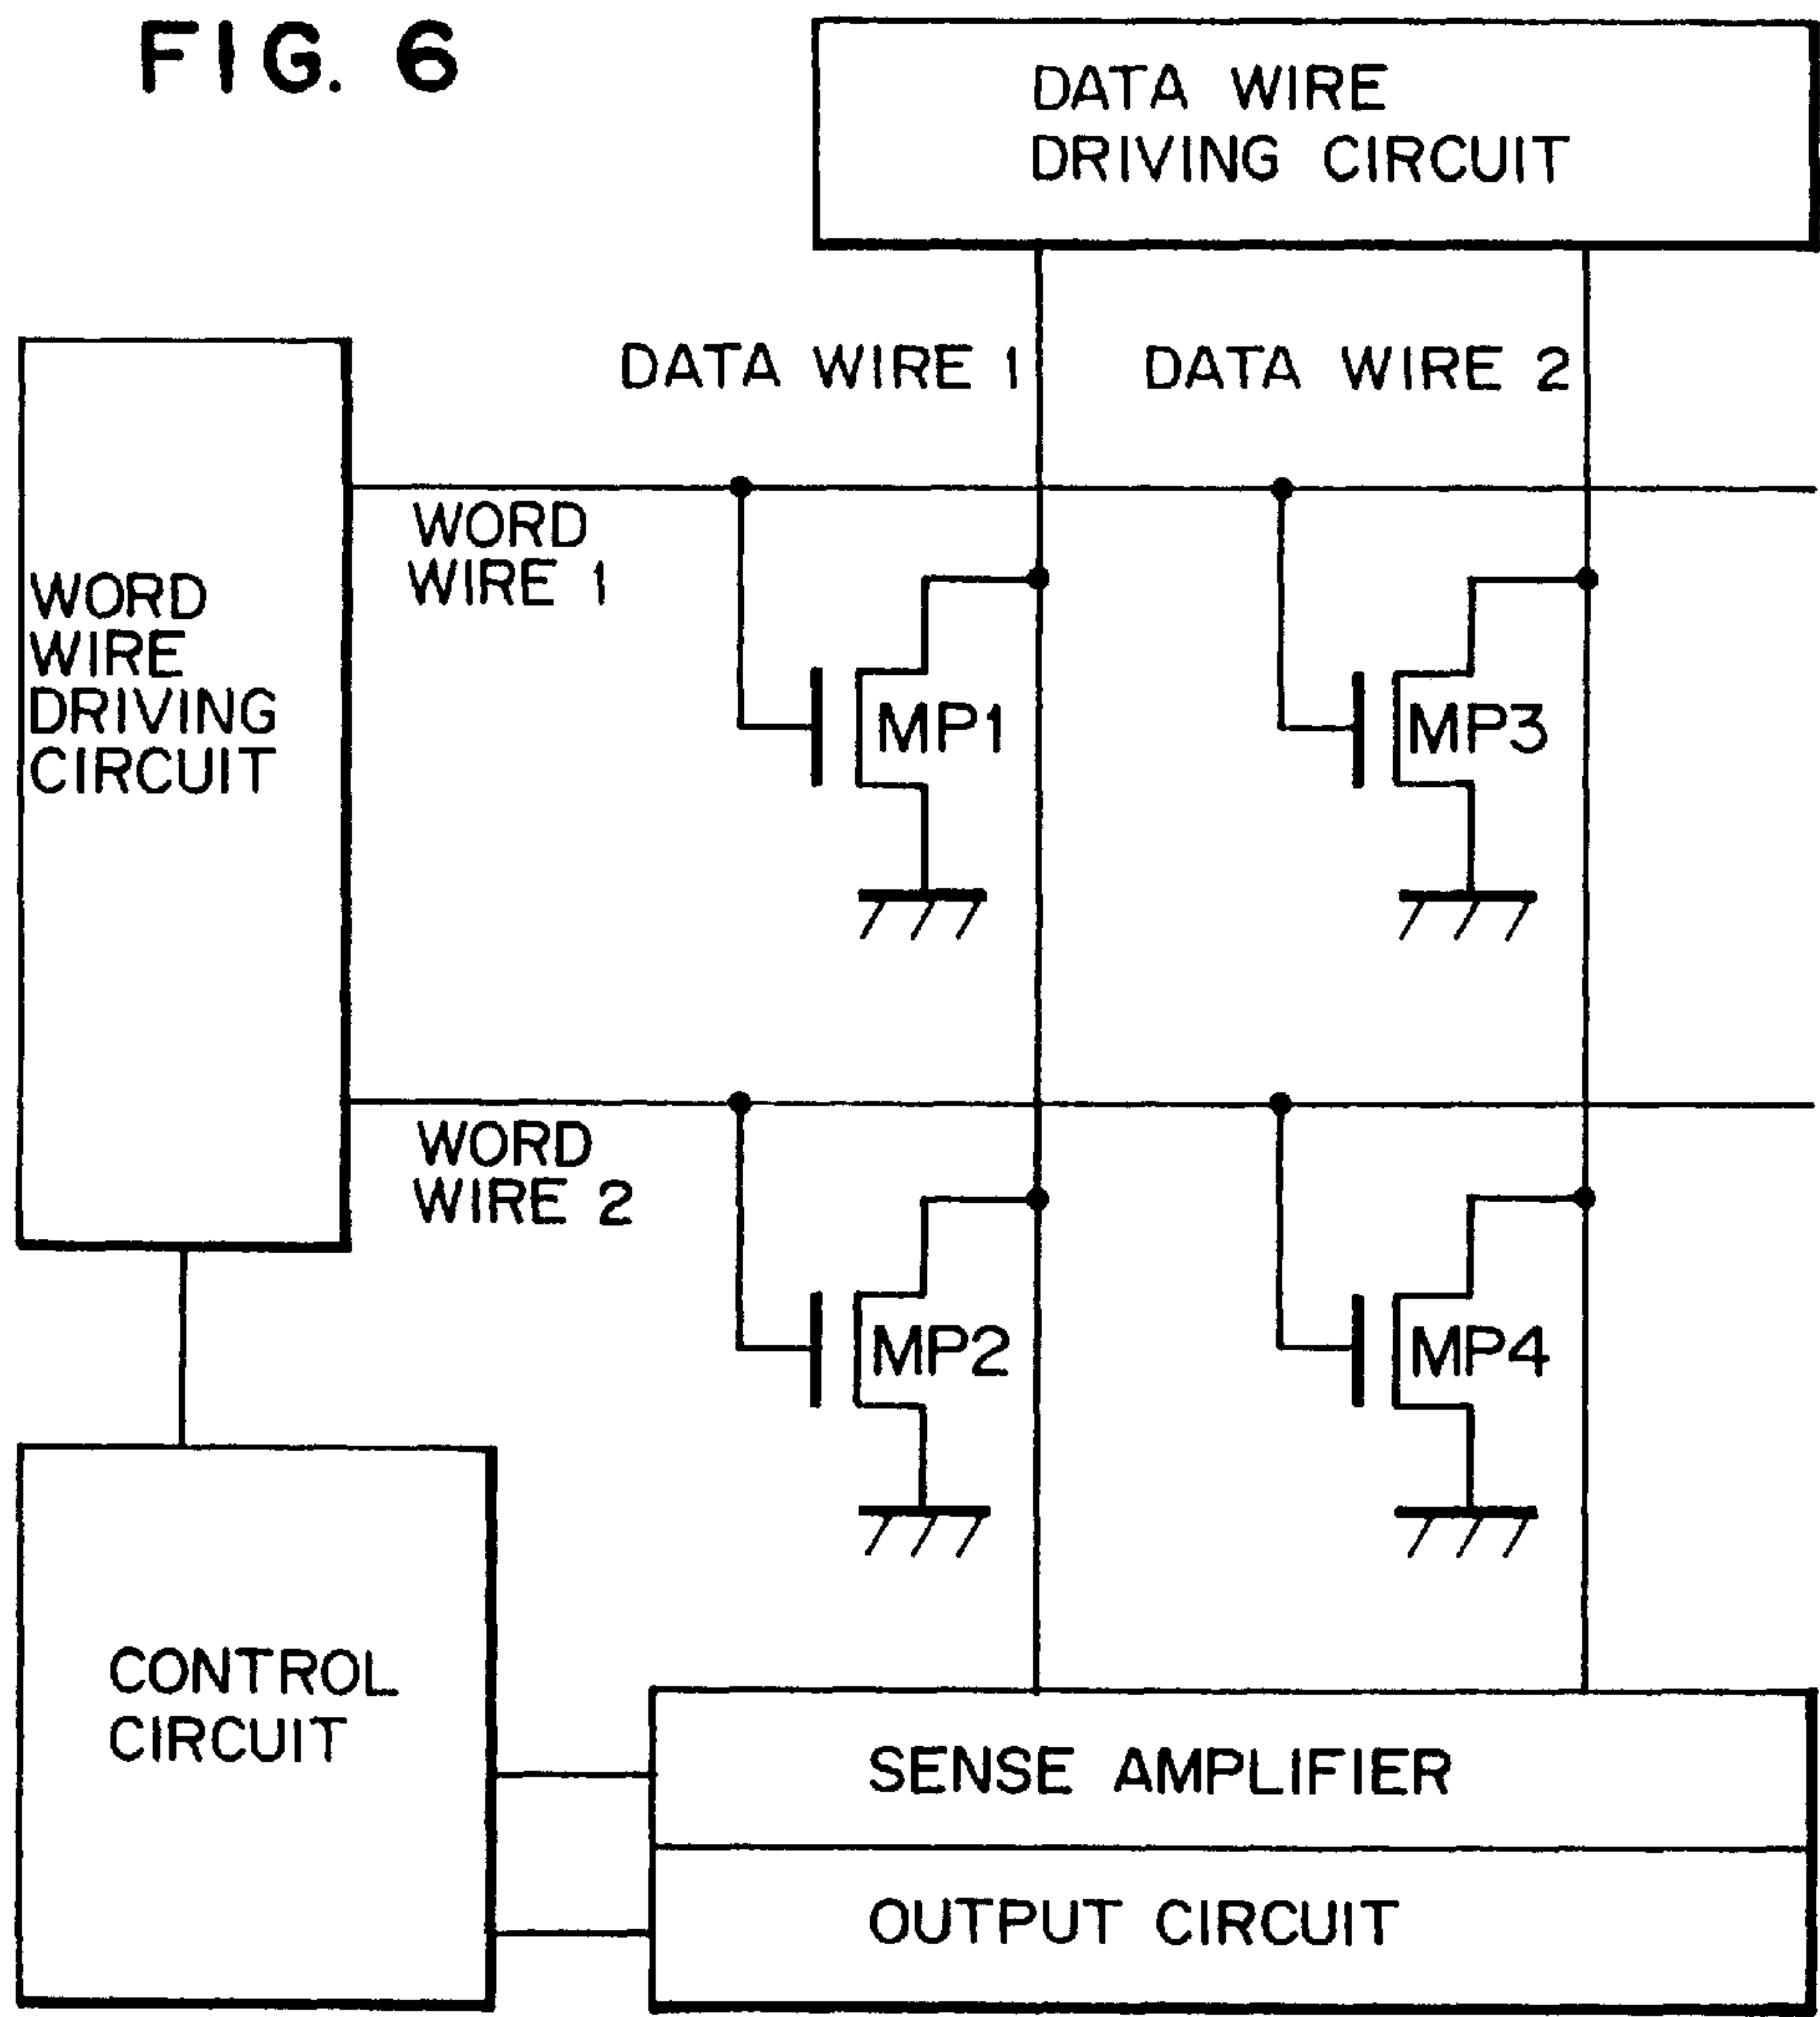 FIG. 6
DATA WIRE
DRIVING CIRCUIT
DATA WIRE 1
DATA WIRE 2
WORD
WIRE 1
WORD
WIRE
DRIVING
CIRCUIT
MP1
MP3
WORD
WIRE 2
MP2
MP4
CONTROL
CIRCUIT
SENSE AMPLIFIER
OUTPUT CIRCUIT